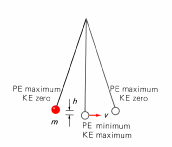 PE maximum
KE zero
PE maximum
KE zero
h
m
v
PE minimum
KE maximum